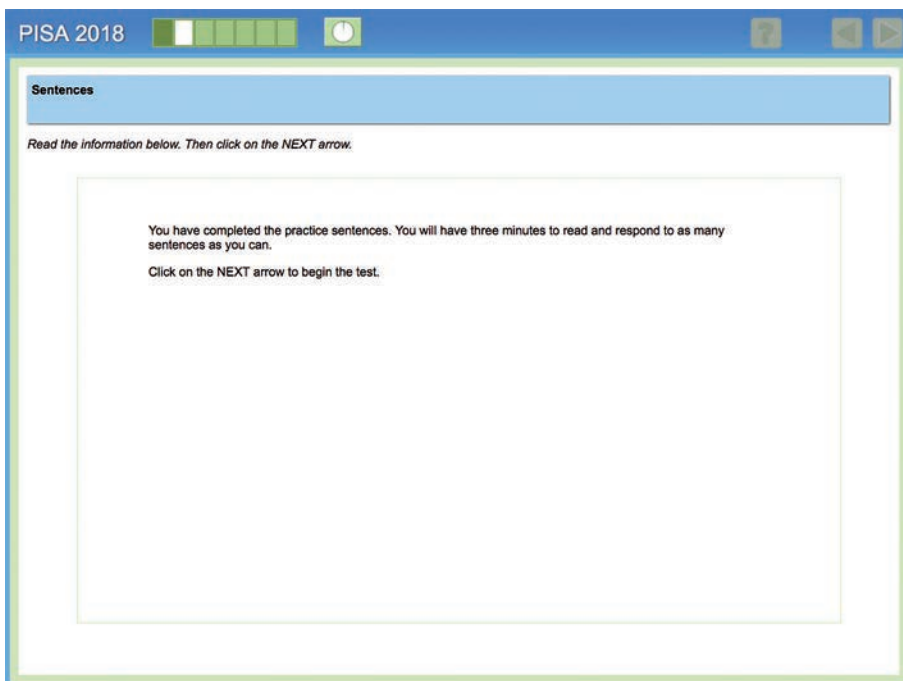 PISA 2018
?
Sentences
Read the information below. Then click on the NEXT arrow.
You have completed the practice sentences. You will have three minutes to read and respond to as many
sentences as you can.
Click on the NEXT arrow to begin the test.